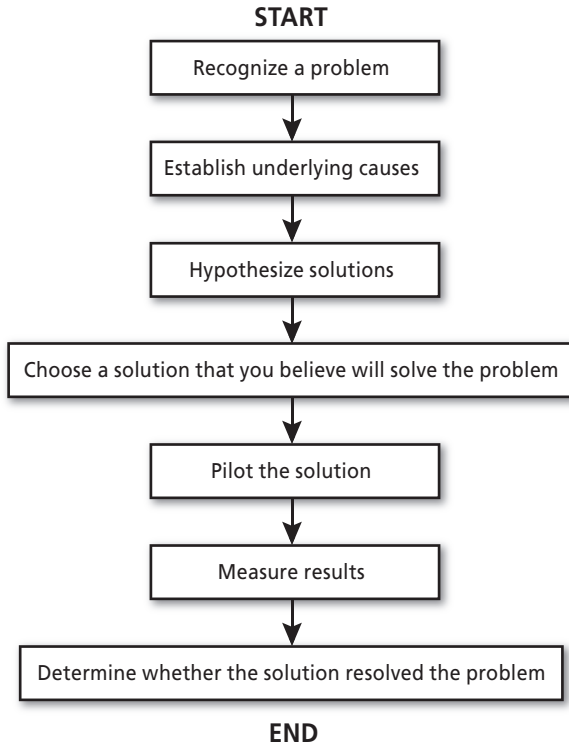 START
Recognize a problem
Establish underlying causes
Hypothesize solutions
Choose a solution that you believe will solve the problem
Pilot the solution
Measure results
Determine whether the solution resolved the problem
END